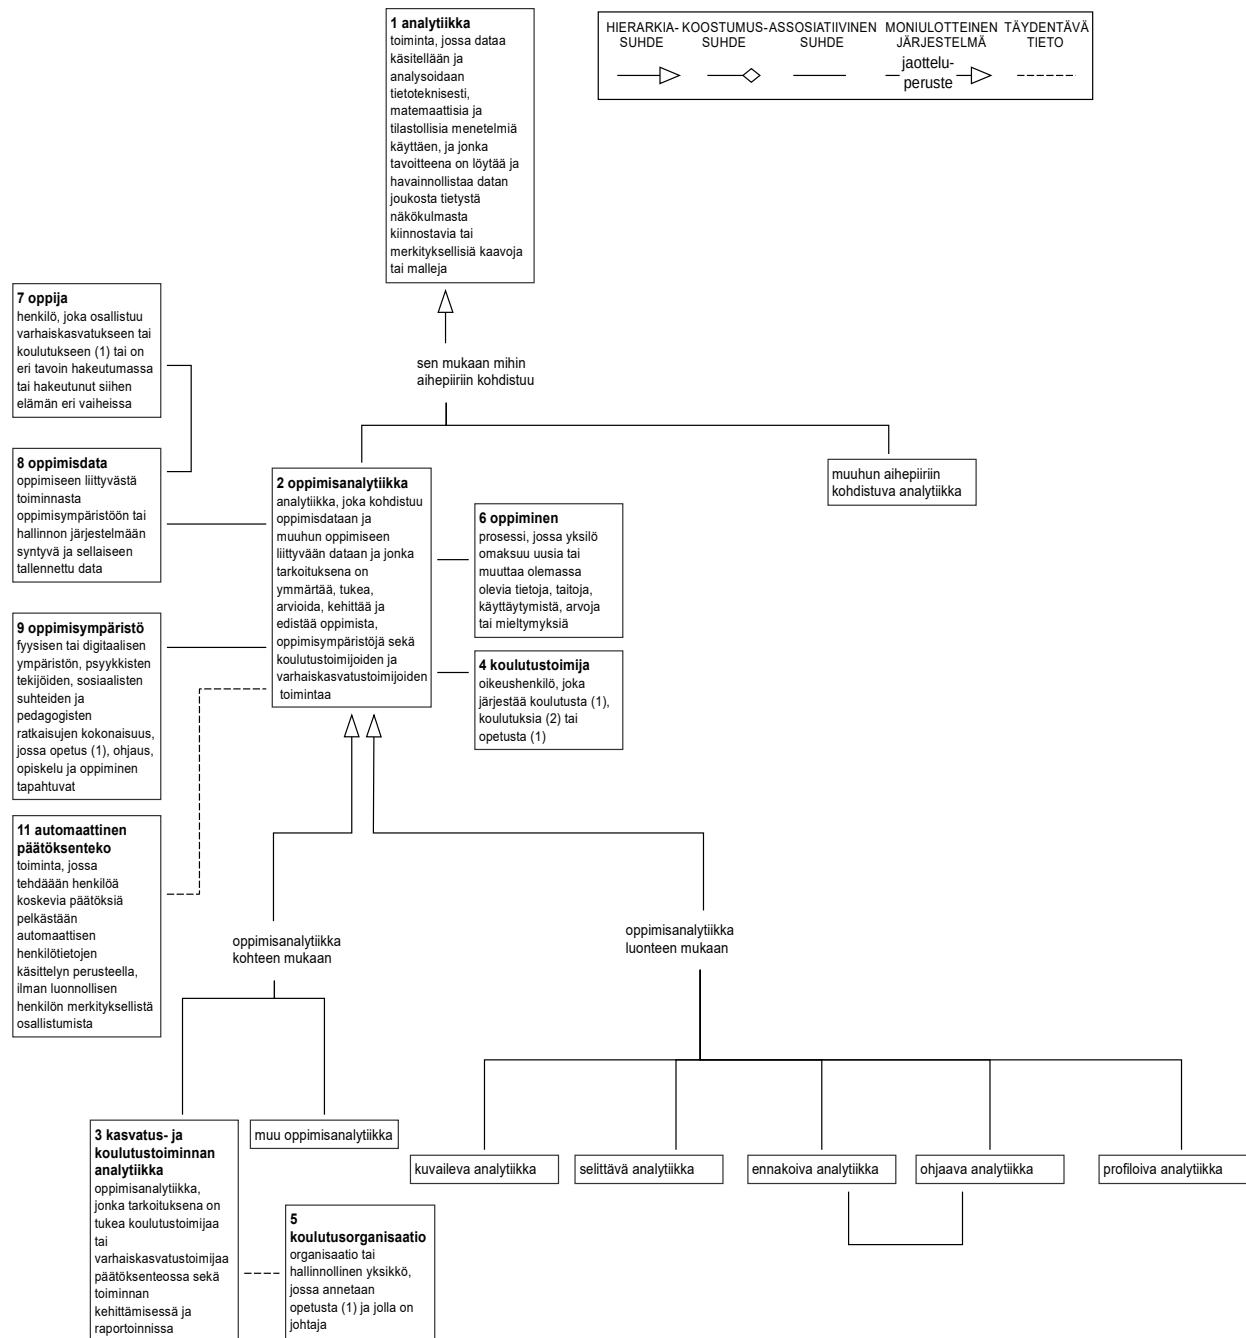 1 analytiikka
toiminta, jossa dataa
käsitellään ja
analysoidaan
tietoteknisesti,
matemaattisia ja
tilastollisia menetelmiä
käyttäen, ja jonka
tavoitteena on löytää ja
havainnollistaa datan
joukosta tietystä
näkökulmasta
kiinnostavia tai
merkityksellisiä kaavoja
tai malleja
HIERARKIA-
SUHDE
KOOSTUMUS-
SUHDE
ASSOSIATIIVINEN
SUHDE
MONIULOTTEINEN
JÄRJESTELMÄ
TÄYDENTÄVÄ
TIETO
jaottelu-
peruste
7 oppija
henkilö, joka osallistuu
varhaiskasvatukseen tai
koulutukseen (1) tai on
eri tavoin hakeutumassa
tai hakeutunut siihen
elämän eri vaiheissa
sen mukaan mihin
aihepiiriin kohdistuu
8 oppimisdata
oppimiseen liittyvästä
toiminnasta
oppimisympäristöön tai
hallinnon järjestelmään
syntyvä ja sellaiseen
tallennettu data
2 oppimisanalytiikka
analytiikka, joka kohdistuu
oppimisdataan ja
muuhun oppimiseen
liittyvään dataan ja jonka
tarkoituksena on
ymmärtää, tukea,
arvioida, kehittää ja
edistää oppimista,
oppimisympäristöjä sekä
koulutustoimijoiden ja
varhaiskasvatustoimijoiden
toimintaa
muuhun aihepiiriin
kohdistuva analytiikka
6 oppiminen
prosessi, jossa yksilö
omaksuu uusia tai
muuttaa olemassa
olevia tietoja, taitoja,
käyttäytymistä, arvoja
tai mieltymyksiä
4 koulutustoimija
oikeushenkilö, joka
järjestää koulutusta (1),
koulutuksia (2) tai
opetusta (1)
9 oppimisympäristö
fyysisen tai digitaalisen
ympäristön, psyykkisten
tekijöiden, sosiaalisten
suhteiden ja
pedagogisten
ratkaisujen kokonaisuus,
jossa opetus (1), ohjaus,
opiskelu ja oppiminen
tapahtuvat
11 automaattinen
päätöksenteko
toiminta, jossa
tehdäään henkilöä
koskevia päätöksiä
pelkästään
automaattisen
henkilötietojen
käsittelyn perusteella,
ilman luonnollisen
henkilön merkityksellistä
osallistumista
oppimisanalytiikka
kohteen mukaan
oppimisanalytiikka
luonteen mukaan
3 kasvatus- ja
koulutustoiminnan
analytiikka
oppimisanalytiikka,
jonka tarkoituksena on
tukea koulutustoimijaa
tai
varhaiskasvatustoimijaa
päätöksenteossa sekä
toiminnan
kehittämisessä ja
raportoinnissa
muu oppimisanalytiikka
5
koulutusorganisaatio
organisaatio tai
hallinnollinen yksikkö,
jossa annetaan
opetusta (1) ja jolla on
johtaja
kuvaileva analytiikka
selittävä analytiikka
ennakoiva analytiikka
ohjaava analytiikka
profiloiva analytiikka